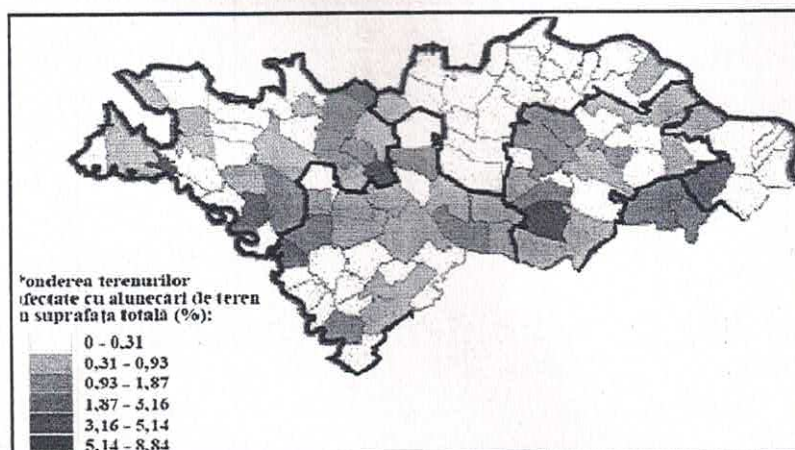 onderea terenurilor
fectate cu alunecări de teren
n suprafața totală (%):
0 – 0,31
0,31 – 0,93
0,93 – 1,87
1,87 – 5,16
3,16 – 5,14
5,14 – 8,84